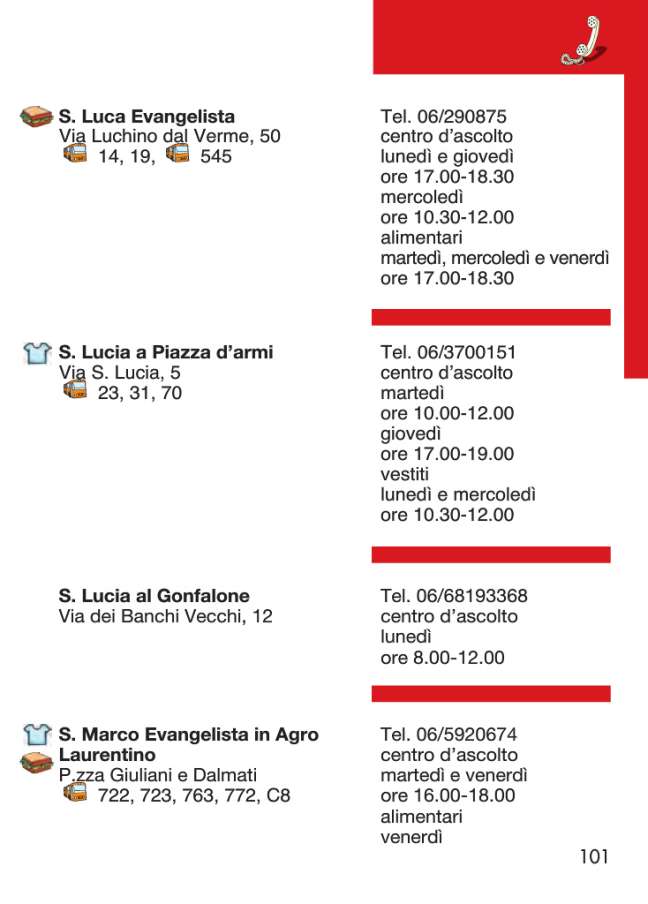 S. Luca Evangelista
Via Luchino dal Verme, 50
14, 19, 545
Tel. 06/290875
centro d’ascolto
lunedì e giovedì
ore 17.00-18.30
mercoledì
ore 10.30-12.00
alimentari
martedì, mercoledì e venerdì
ore 17.00-18.30
S. Lucia a Piazza d’armi
Via S. Lucia, 5
23, 31, 70
Tel. 06/3700151
centro d’ascolto
martedì
ore 10.00-12.00
giovedì
ore 17.00-19.00
vestiti
lunedì e mercoledì
ore 10.30-12.00
S. Lucia al Gonfalone
Via dei Banchi Vecchi, 12
Tel. 06/68193368
centro d’ascolto
lunedì
ore 8.00-12.00
S. Marco Evangelista in Agro
Laurentino
P.zza Giuliani e Dalmati
722, 723, 763, 772, C8
Tel. 06/5920674
centro d’ascolto
martedì e venerdì
ore 16.00-18.00
alimentari
venerdì
101